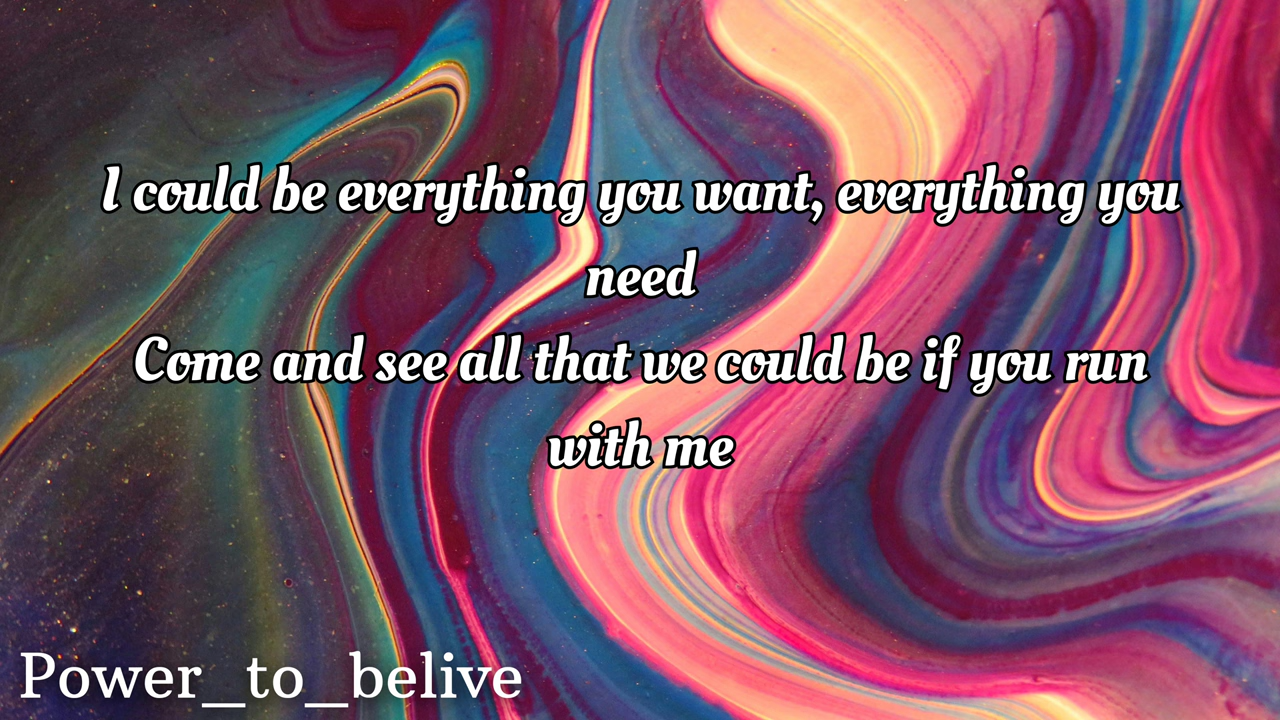 I could be everything you want, everything you
need
Come and see all that we could be if you run
with me
Power_to_belive